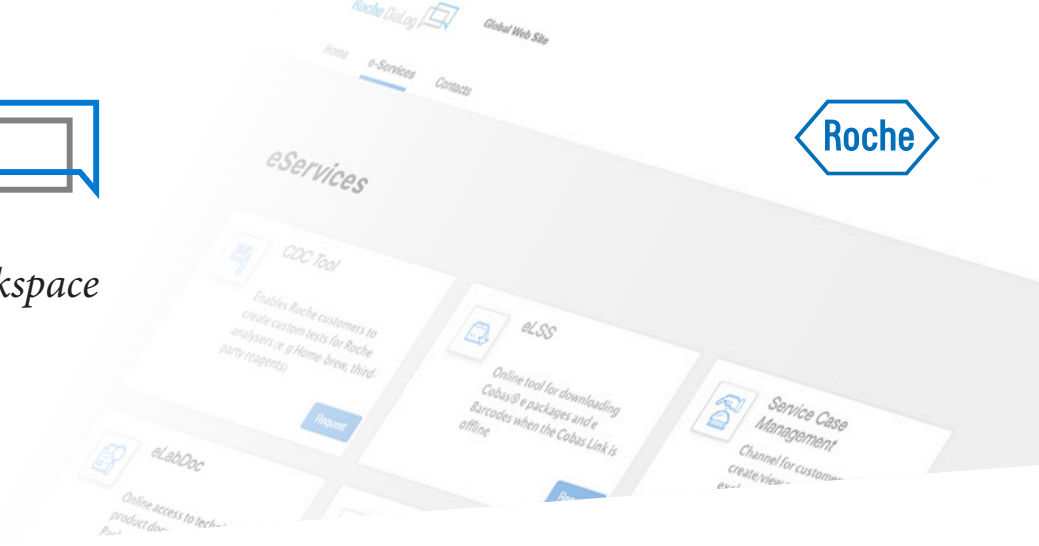 Roche DiaLog
Global Web Site
Home e-Services Contacts
Roche
eServices
kspace
CDC Tool
Enables Roche customers to
create custom tests for Roche
analysers (e.g Home-brew, third-
party reagents)
Request
eLSS
Online tool for downloading
Cobas® e packages and e
Barcodes when the Cobas Link is
offline
Service Case
Management
Channel for custome
create/view
eLabDoc
Online access to techn
product do